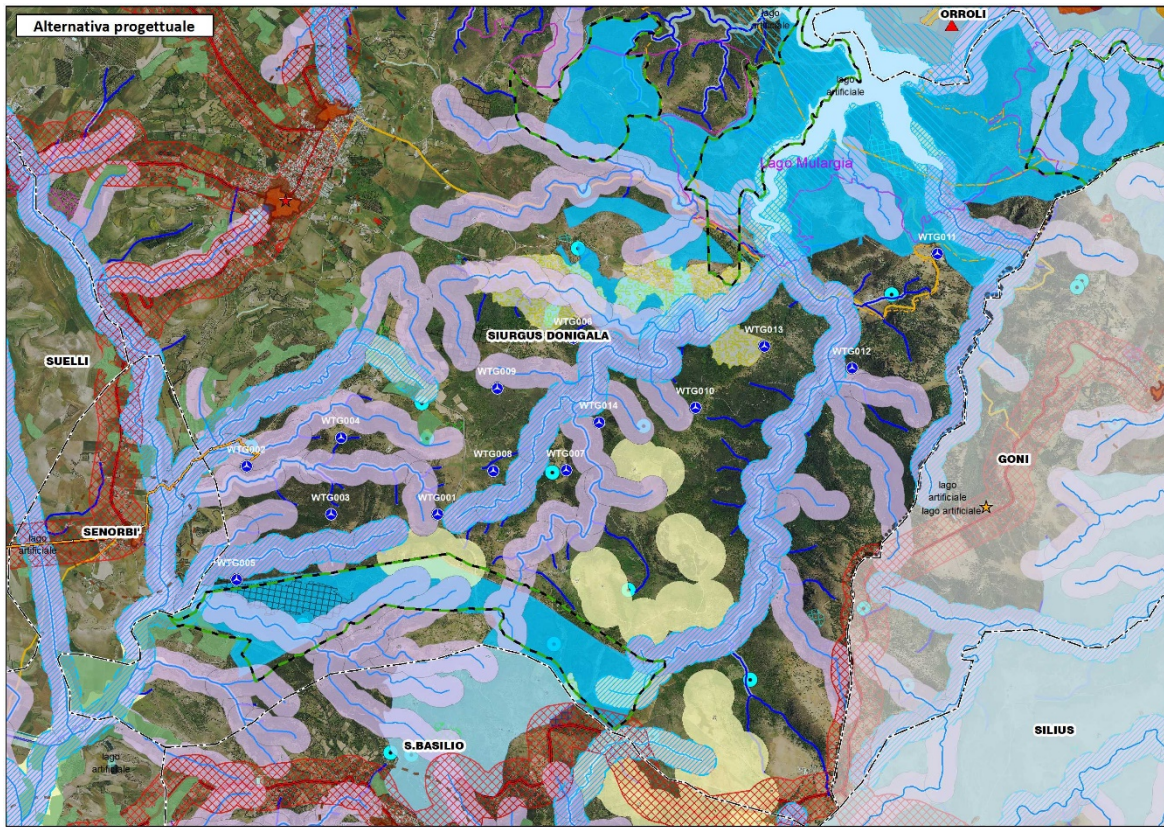 Alternativa progettuale
lago
artificiale
ORROLI
lago
artificiale
Lago Mulargia
WTG011
SIURGUS DONIGALA
WTG006
WTG013
SUELLI
WTG009
WTG012
WTG010
WTG004
WTG014
WTG002
WTG008
WTG007
GONI
WTG003
WTG001
lago
artificiale
lago artificiale
SENORBI'
lago
artificiale
WTG005
S.BASILIO
SILIUS
lago
artificiale